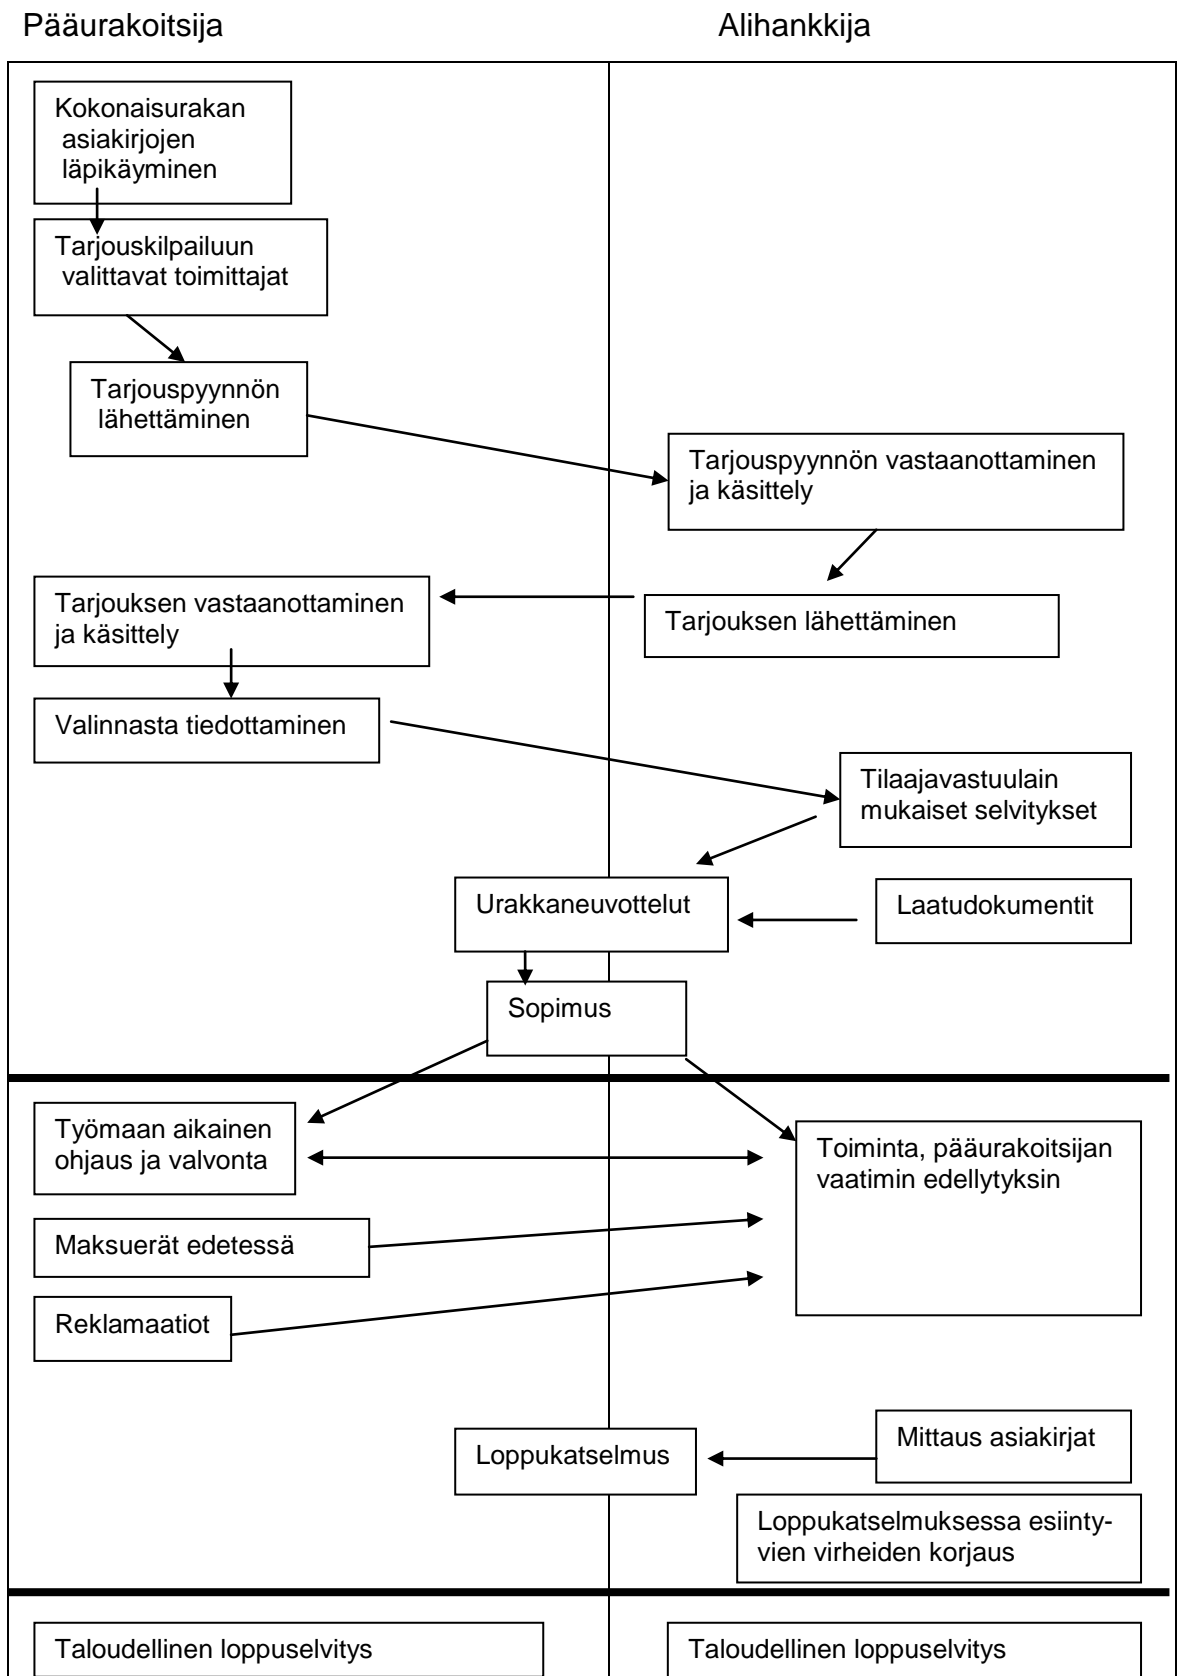 Pääurakoitsija
Alihankkija
Kokonaisurakan
asiakirjojen
läpikäyminen
Tarjouskilpailuun
valittavat toimittajat
Tarjouspyynnön
lähettäminen
Tarjouspyynnön vastaanottaminen
ja käsittely
Tarjouksen vastaanottaminen
ja käsittely
Tarjouksen lähettäminen
Valinnasta tiedottaminen
Tilaajavastuulain
mukaiset selvitykset
Urakkaneuvottelut
Laatudokumentit
Sopimus
Työmaan aikainen
ohjaus ja valvonta
Toiminta, pääurakoitsijan
vaatimin edellytyksin
Maksuerät edetessä
Reklamaatiot
Mittaus asiakirjat
Loppukatselmus
Loppukatselmuksessa esiinty-
vien virheiden korjaus
Taloudellinen loppuselvitys
Taloudellinen loppuselvitys